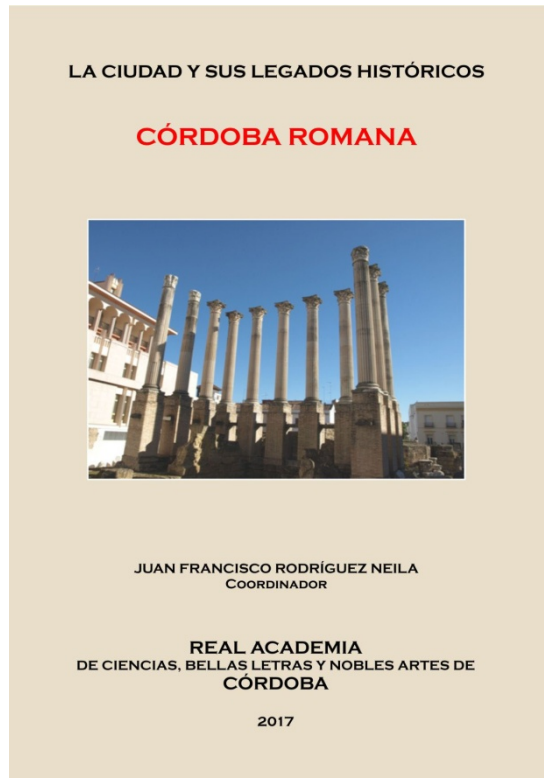 LA CIUDAD Y SUS LEGADOS HISTÓRICOS
CÓRDOBA ROMANA
JUAN FRANCISCO RODRÍGUEZ NEILA
COORDINADOR
REAL ACADEMIA
DE CIENCIAS, BELLAS LETRAS Y NOBLES ARTES DE
CÓRDOBA
2017